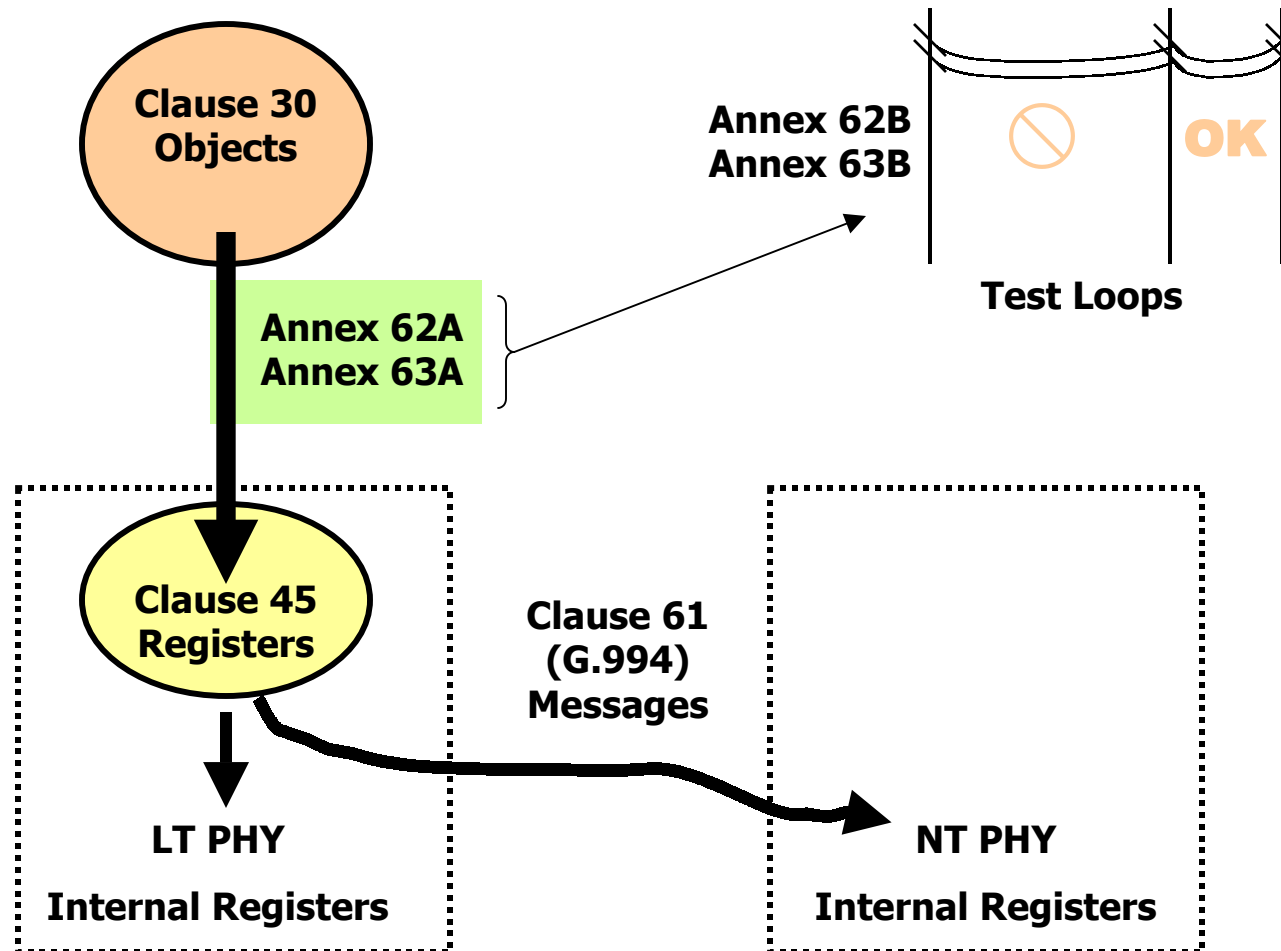 Clause 30
Objects
Annex 62B
Annex 63B
OK
Test Loops
Annex 62A
Annex 63A
Clause 45
Registers
Clause 61
(G.994)
Messages
LT PHY
Internal Registers
NT PHY
Internal Registers